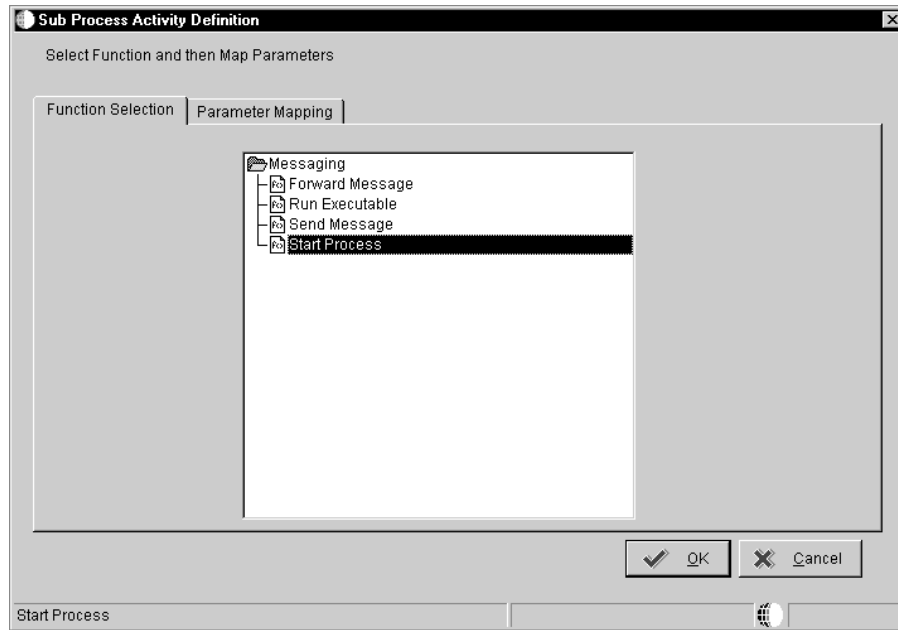 Sub Process Activity Definition
Select Function and then Map Parameters
Function Selection
Parameter Mapping
Messaging
Forward Message
Run Executable
Send Message
Start Process
OK
Cancel
Start Process